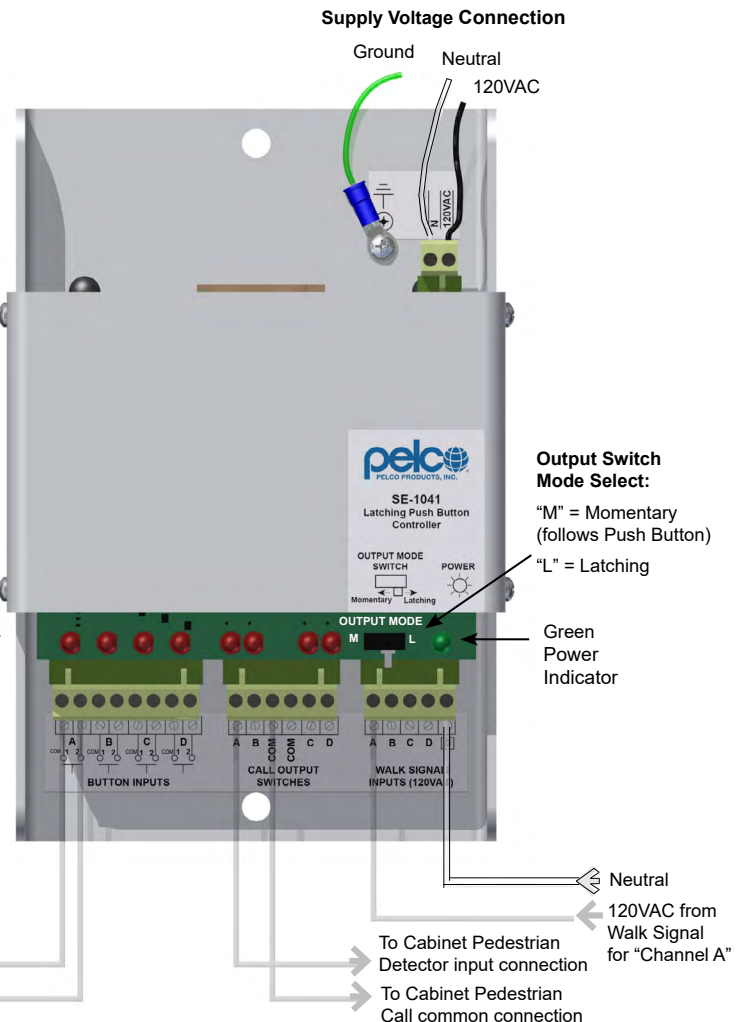 Supply Voltage Connection
Ground
Neutral
120VAC
N
120VAC
pelco
PELCO PRODUCTS, INC.
SE-1041
Latching Push Button
Controller
OUTPUT MODE
SWITCH
POWER
Momentary
Latching
Output Switch
Mode Select:
“M” = Momentary
(follows Push Button)
“L” = Latching
OUTPUT MODE
M
L
Green
Power
Indicator
A B C D
COM 1 2 COM 1 2 COM 1 2 COM 1 2
BUTTON INPUTS
A B COM COM C D
CALL OUTPUT
SWITCHES
A B C D N
WALK SIGNAL
INPUTS (120VAC)
Neutral
120VAC from
Walk Signal
for “Channel A”
To Cabinet Pedestrian
Detector input connection
To Cabinet Pedestrian
Call common connection